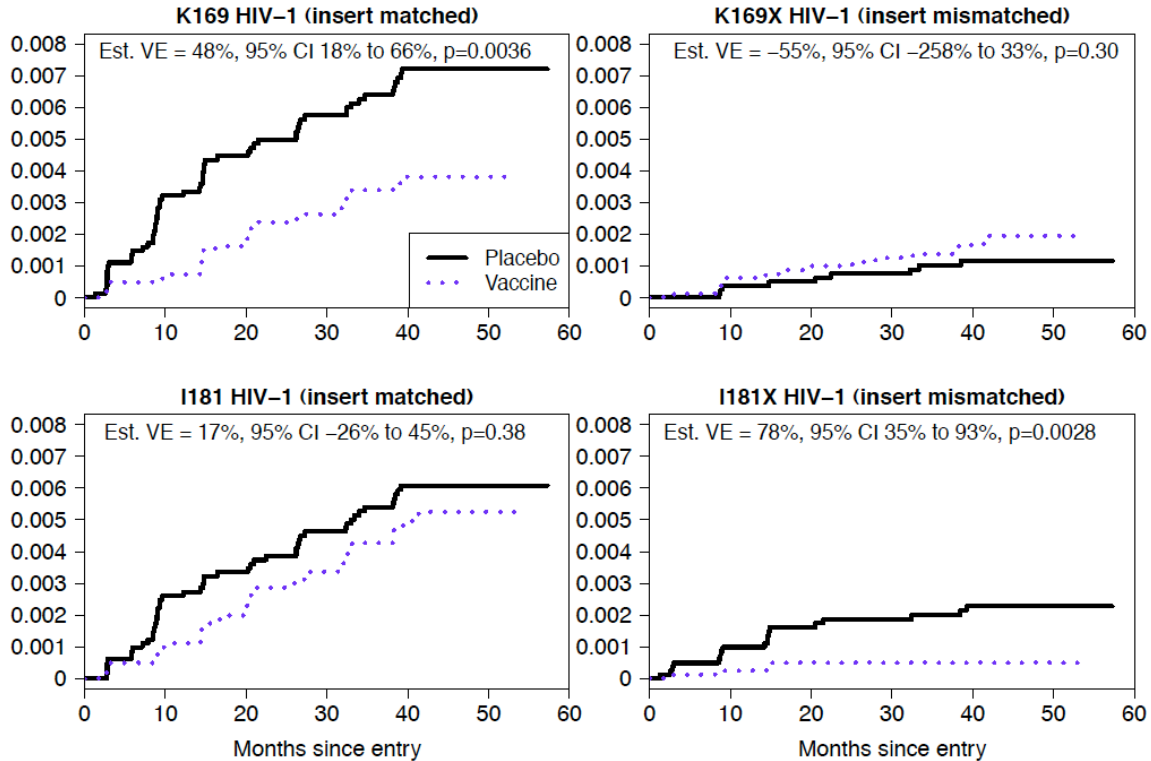 K169 HIV−1 (insert matched)
Est. VE = 48%, 95% CI 18% to 66%, p=0.0036
0.008
0.007
0.006
0.005
0.004
0.003
0.002
0.001
0
Placebo
Vaccine
0 10 20 30 40 50 60
K169X HIV−1 (insert mismatched)
Est. VE = −55%, 95% CI −258% to 33%, p=0.30
0.008
0.007
0.006
0.005
0.004
0.003
0.002
0.001
0
0 10 20 30 40 50 60
I181 HIV−1 (insert matched)
Est. VE = 17%, 95% CI −26% to 45%, p=0.38
0.008
0.007
0.006
0.005
0.004
0.003
0.002
0.001
0
0 10 20 30 40 50 60
Months since entry
I181X HIV−1 (insert mismatched)
Est. VE = 78%, 95% CI 35% to 93%, p=0.0028
0.008
0.007
0.006
0.005
0.004
0.003
0.002
0.001
0
0 10 20 30 40 50 60
Months since entry